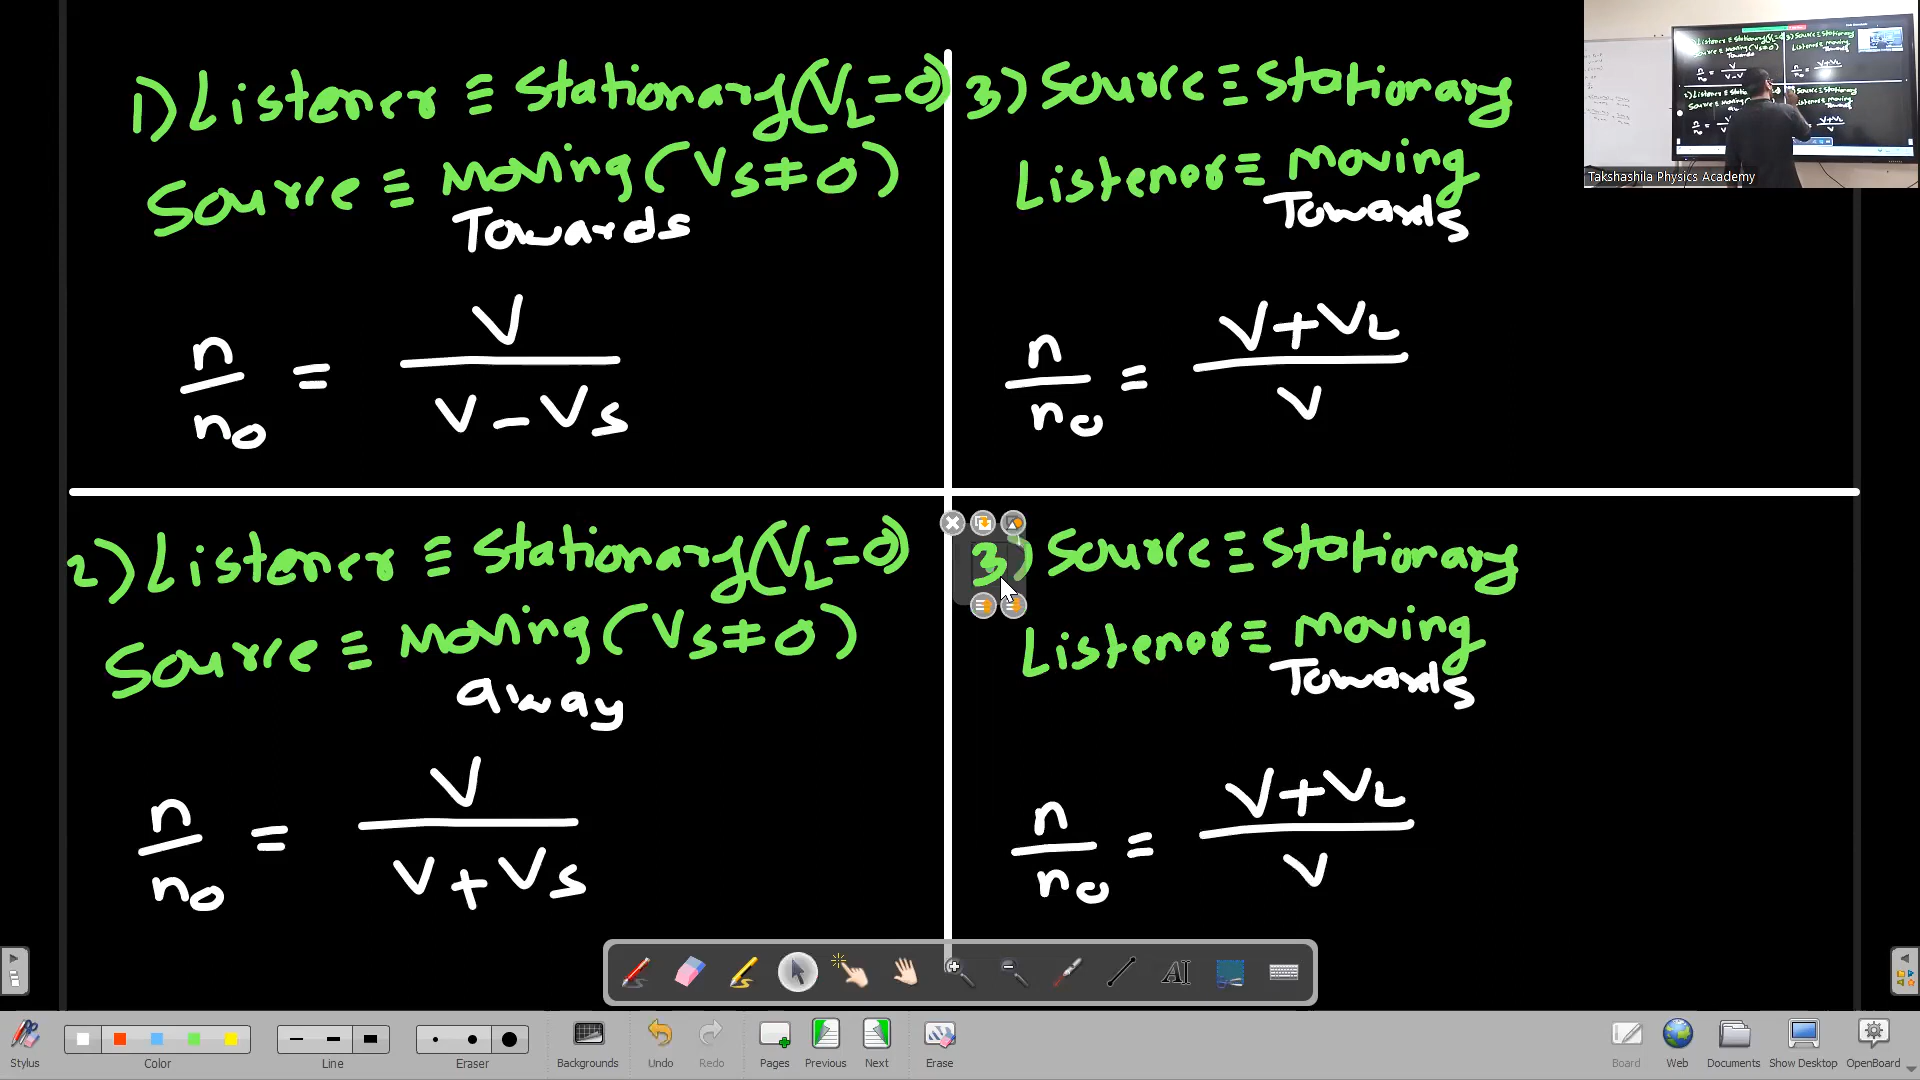 1) Listener ≡ Stationary (VL=0)
Source ≡ moving (Vs≠0)
Towards
n/n0 = V/(V-Vs)
3) Source ≡ Stationary
Listener ≡ moving
Towards
n/n0 = (V+VL)/V
Takshashila Physics Academy
2) Listener ≡ Stationary (VL=0)
Source ≡ moving (Vs≠0)
away
n/n0 = V/(V+Vs)
3) Source ≡ Stationary
Listener ≡ moving
Towards
n/n0 = (V+VL)/V
AI
Stylus Color Line Eraser Backgrounds Undo Redo Pages Previous Next Erase Board Web Documents Show Desktop OpenBoard